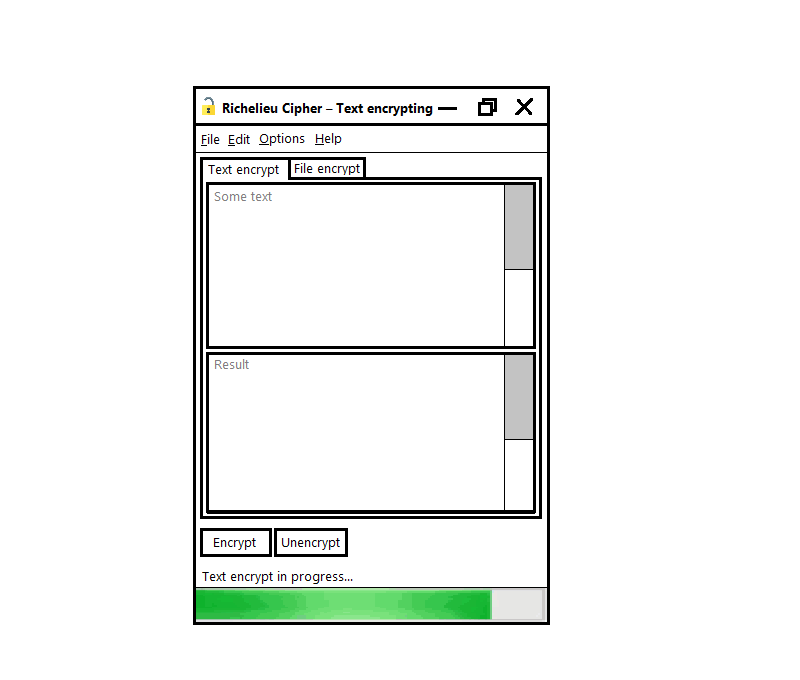 Richelieu Cipher – Text encrypting
File Edit Options Help
Text encrypt File encrypt
Some text
Result
Encrypt Unencrypt
Text encrypt in progress...